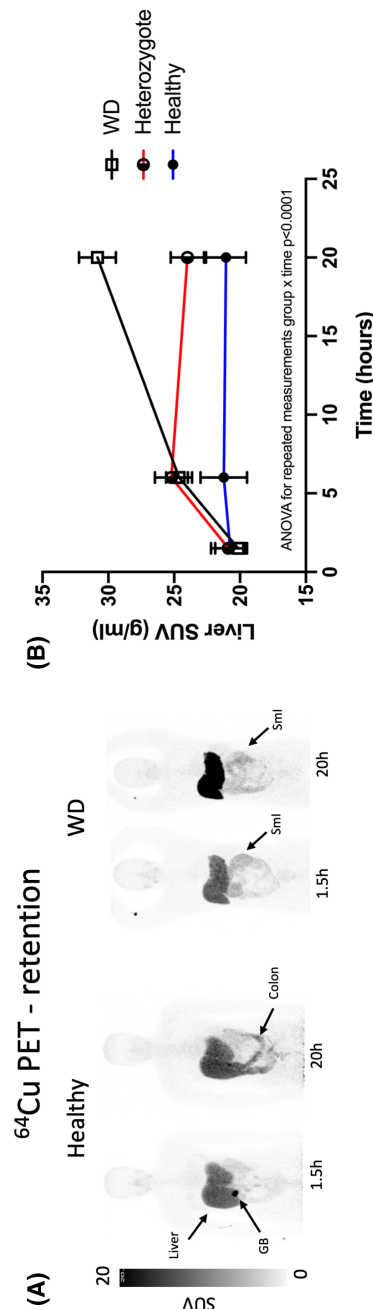 (A)
⁶⁴Cu PET - retention
Healthy
WD
20
SUV
0
Liver
GB
Colon
SmI
SmI
1.5h
20h
1.5h
20h
(B)
35
30
25
20
15
Liver SUV (g/ml)
0
5
10
15
20
25
Time (hours)
ANOVA for repeated measurements group x time p<0.0001
WD
Heterozygote
Healthy